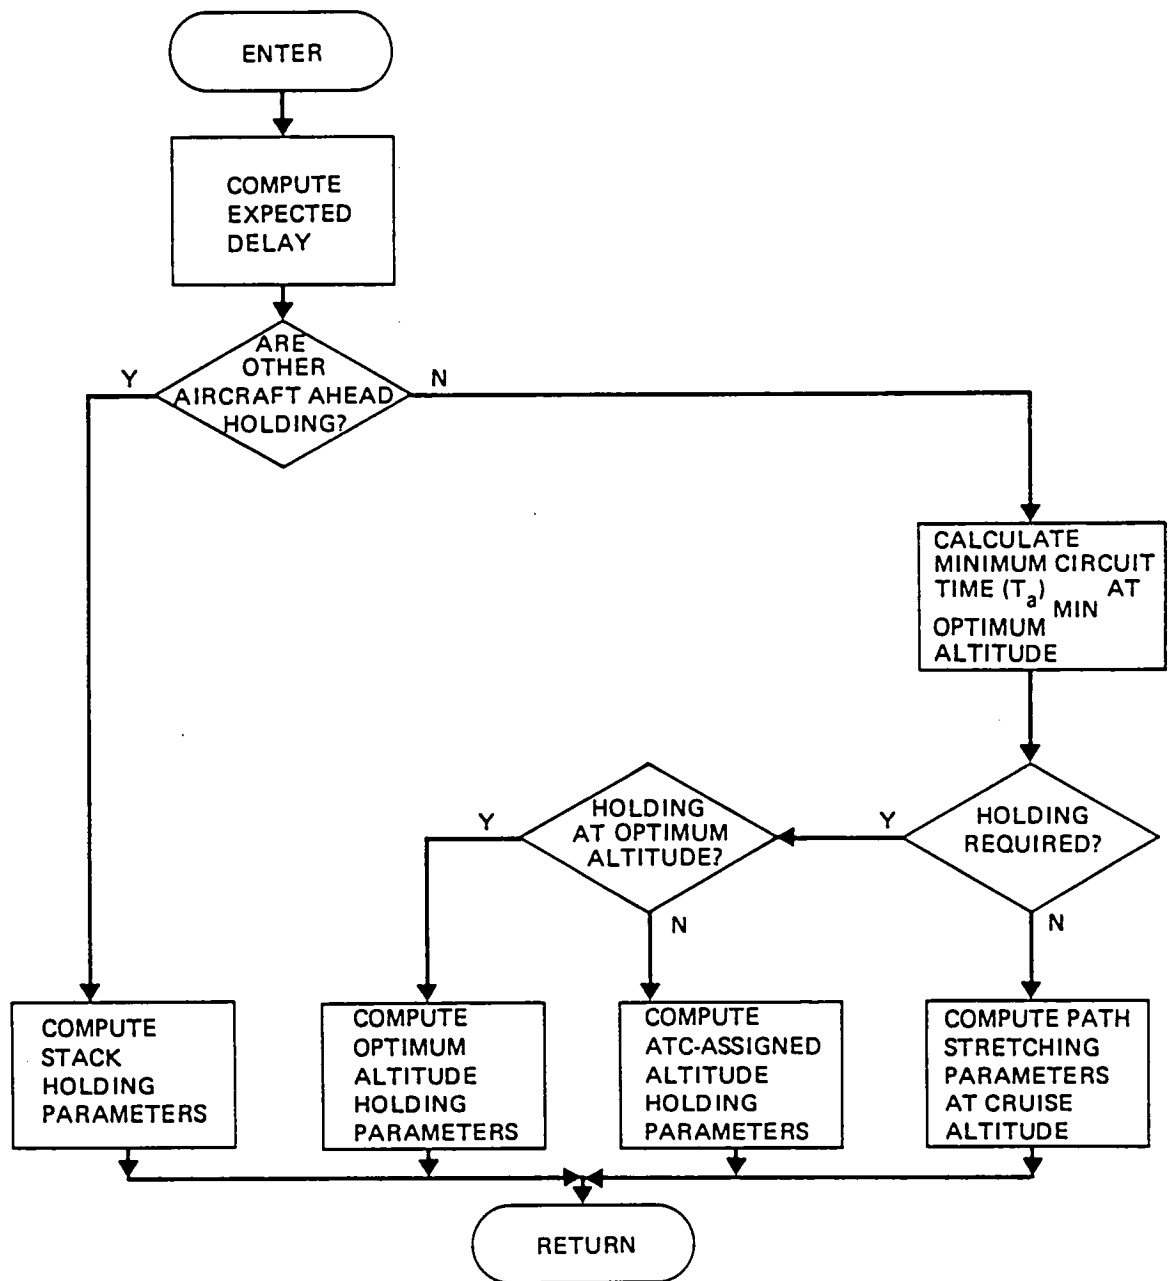 ENTER
COMPUTE
EXPECTED
DELAY
ARE
OTHER
AIRCRAFT AHEAD
HOLDING?
Y
N
CALCULATE
MINIMUM CIRCUIT
TIME (Ta) MIN AT
OPTIMUM
ALTITUDE
HOLDING
REQUIRED?
Y
N
HOLDING
AT OPTIMUM
ALTITUDE?
Y
N
COMPUTE
STACK
HOLDING
PARAMETERS
COMPUTE
OPTIMUM
ALTITUDE
HOLDING
PARAMETERS
COMPUTE
ATC-ASSIGNED
ALTITUDE
HOLDING
PARAMETERS
COMPUTE PATH
STRETCHING
PARAMETERS
AT CRUISE
ALTITUDE
RETURN